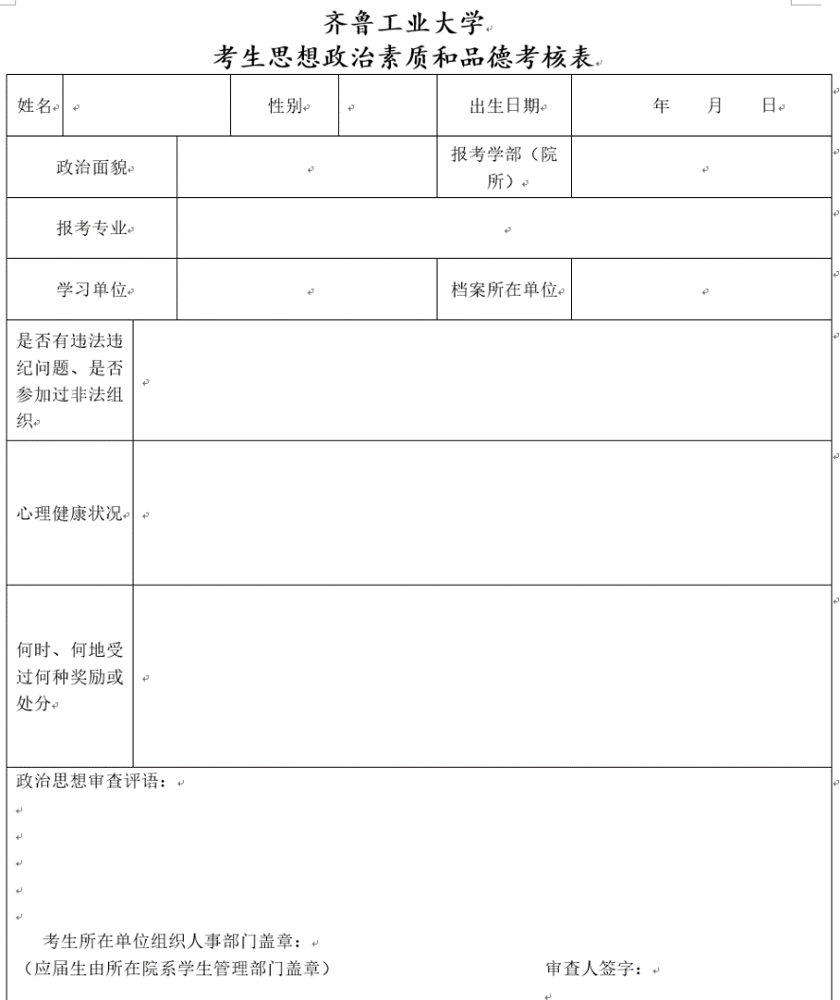 齐鲁工业大学
考生思想政治素质和品德考核表
姓名
性别
出生日期
年 月 日
政治面貌
报考学部（院
所）
报考专业
学习单位
档案所在单位
是否有违法违
纪问题、是否
参加过非法组
织
心理健康状况
何时、何地受
过何种奖励或
处分
政治思想审查评语：
考生所在单位组织人事部门盖章：
（应届生由所在院系学生管理部门盖章）
审查人签字：